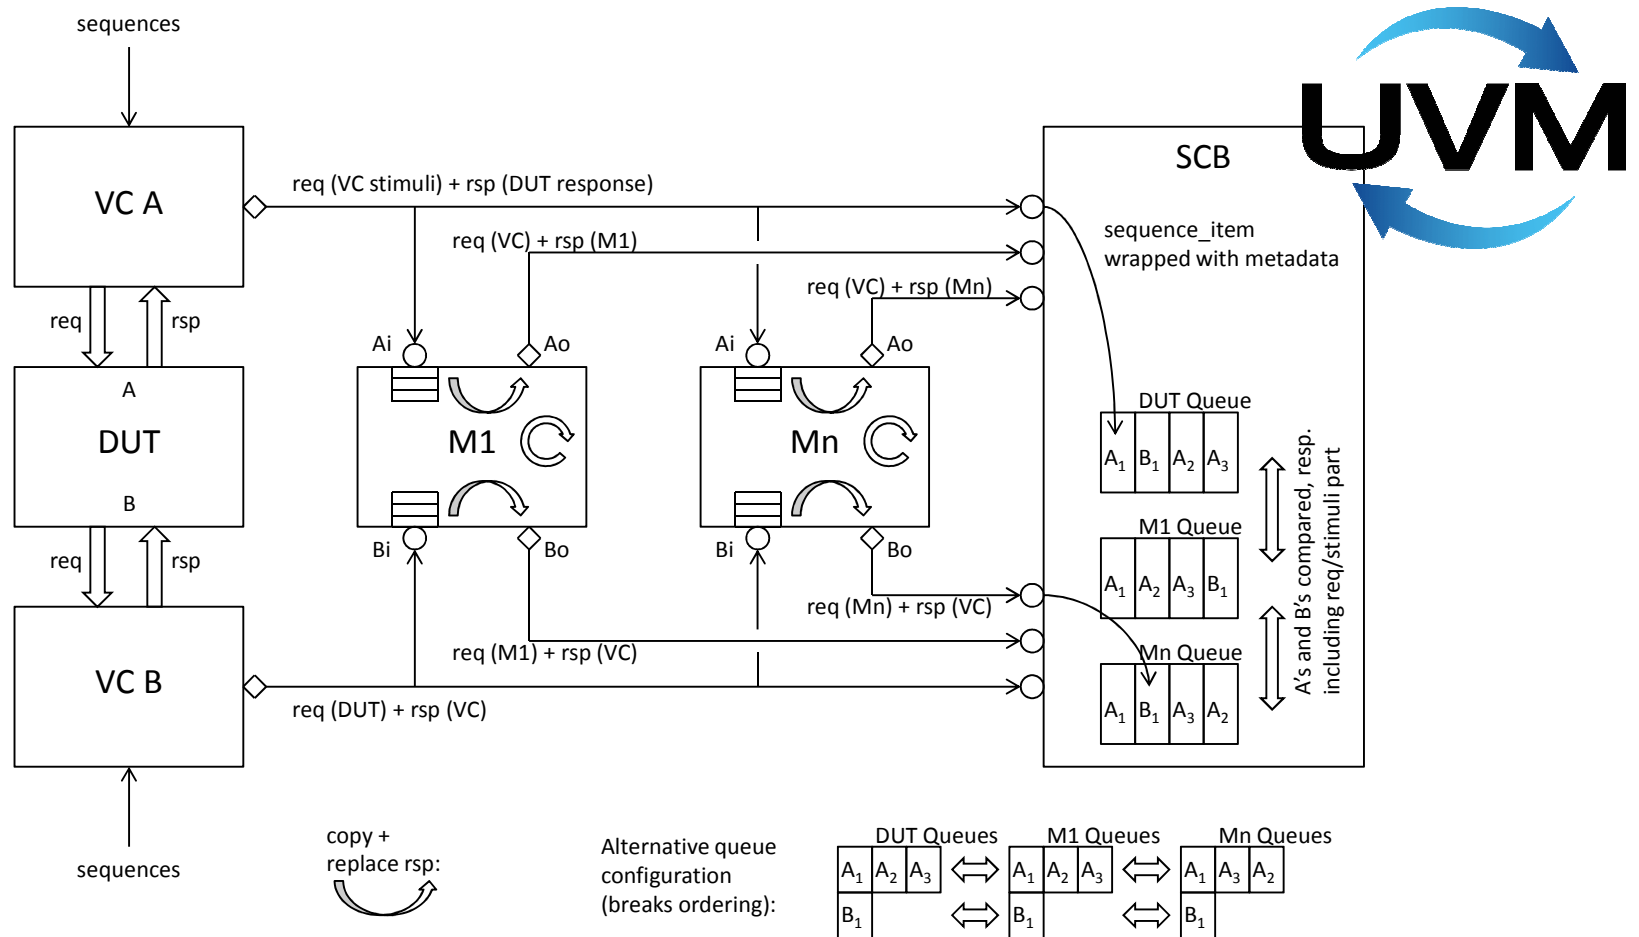 sequences
UVM
SCB
VC A
req (VC stimuli) + rsp (DUT response)
sequence_item
wrapped with metadata
req (VC) + rsp (M1)
req (VC) + rsp (Mn)
req
rsp
Ai
Ao
Ai
Ao
A
DUT
B
M1
Mn
DUT Queue
A1 B1 A2 A3
M1 Queue
A1 A2 A3 B1
Mn Queue
A1 B1 A3 A2
A's and B's compared, resp.
including req/stimuli part
Bi
Bo
Bi
Bo
req
rsp
req (Mn) + rsp (VC)
req (M1) + rsp (VC)
VC B
req (DUT) + rsp (VC)
sequences
copy +
replace rsp:
Alternative queue
configuration
(breaks ordering):
DUT Queues
M1 Queues
Mn Queues
A1 A2 A3
A1 A2 A3
A1 A3 A2
B1
B1
B1